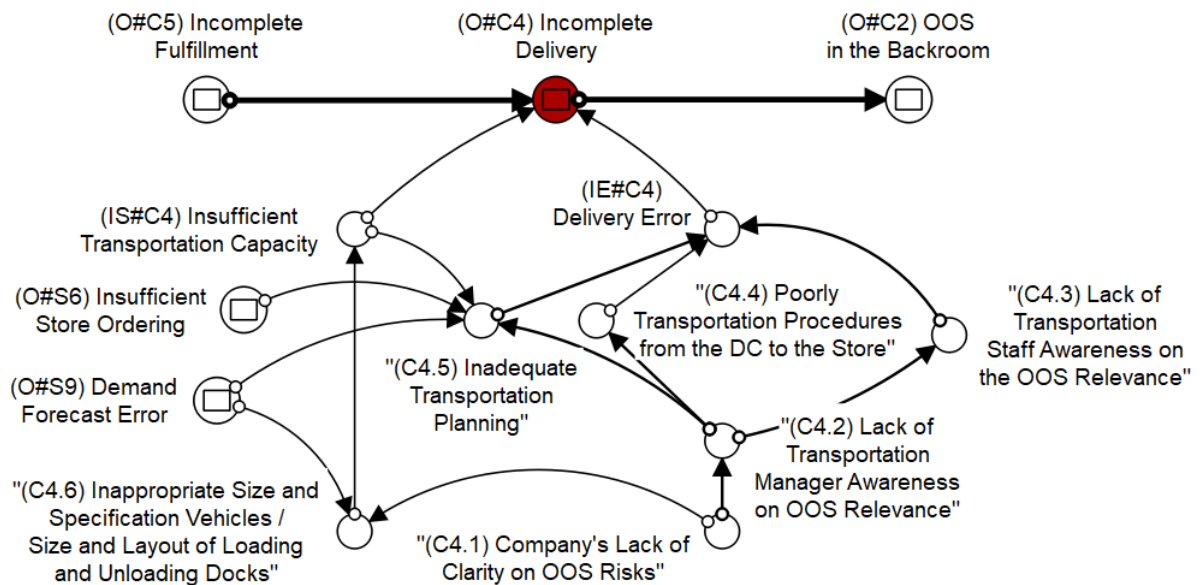 (O#C5) Incomplete
Fulfillment
(O#C4) Incomplete
Delivery
(O#C2) OOS
in the Backroom
(IS#C4) Insufficient
Transportation Capacity
(IE#C4)
Delivery Error
(O#S6) Insufficient
Store Ordering
"(C4.4) Poorly
Transportation Procedures
from the DC to the Store"
"(C4.3) Lack of
Transportation
Staff Awareness on
the OOS Relevance"
(O#S9) Demand
Forecast Error
"(C4.5) Inadequate
Transportation
Planning"
"(C4.2) Lack of
Transportation
Manager Awareness
on OOS Relevance"
"(C4.6) Inappropriate Size and
Specification Vehicles /
Size and Layout of Loading
and Unloading Docks"
"(C4.1) Company's Lack of
Clarity on OOS Risks"